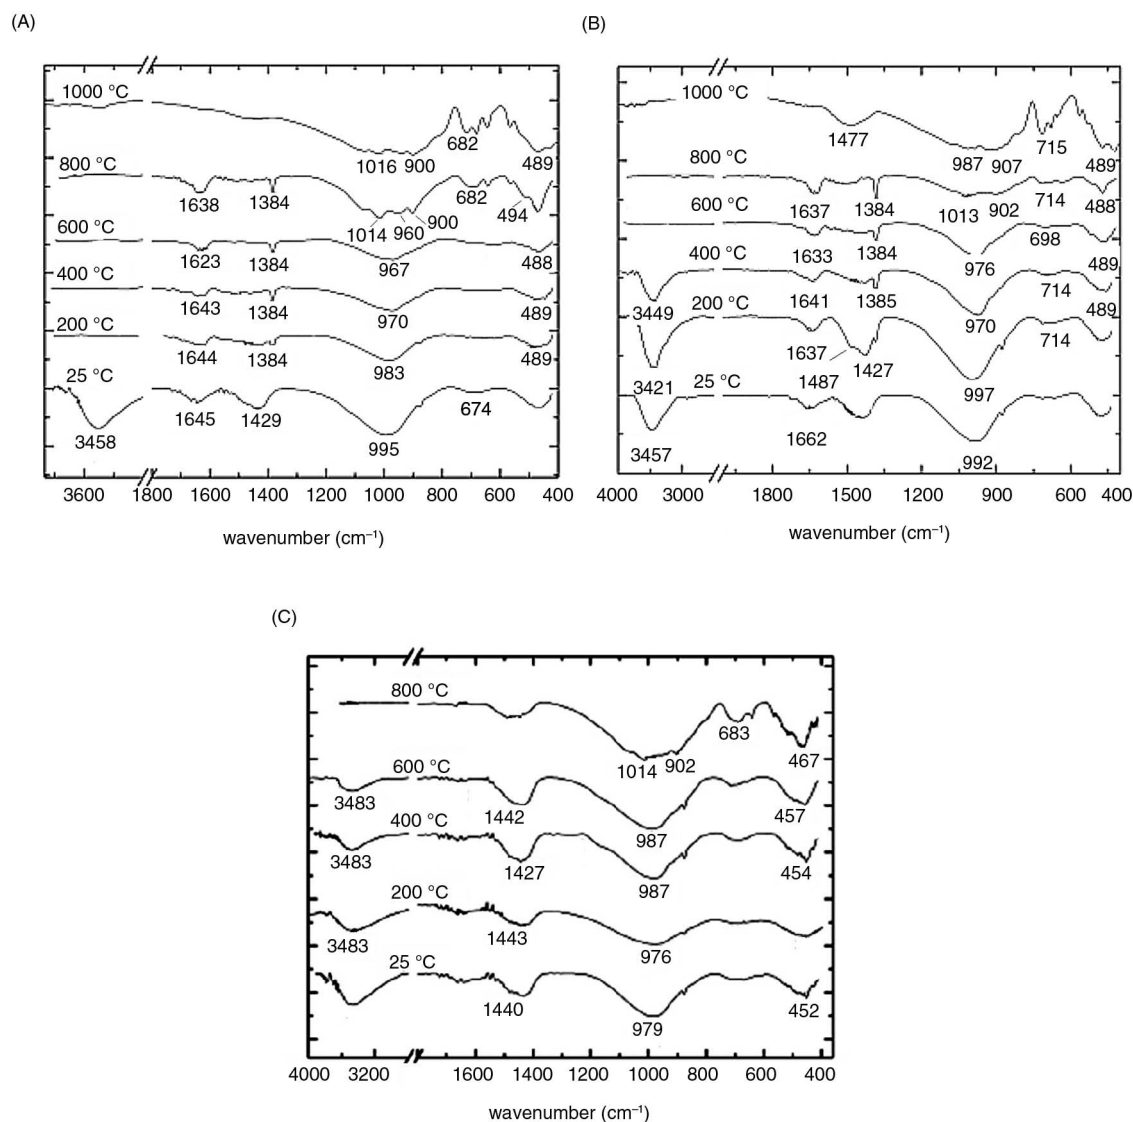 (A)
1000 °C
1016 900 682 489
800 °C
1638 1384 1014 960 900 682 494
600 °C
1623 1384 967 488
400 °C
1643 1384 970 489
200 °C
1644 1384 983 489
25 °C
3458 1645 1429 995 674
3600 1800 1600 1400 1200 1000 800 600 400
wavenumber (cm⁻¹)
(B)
1000 °C
1477 987 907 715 489
800 °C
1637 1384 1013 902 714 488
600 °C
1633 1384 976 698 489
400 °C
3449 1641 1385 970 714 489
200 °C
3421 1637 1487 1427 997 714
25 °C
3457 1662 992
4000 3000 1800 1500 1200 900 600 400
wavenumber (cm⁻¹)
(C)
800 °C
1014 902 683 467
600 °C
3483 1442 987 457
400 °C
3483 1427 987 454
200 °C
3483 1443 976
25 °C
1440 979 452
4000 3200 1600 1400 1200 1000 800 600 400
wavenumber (cm⁻¹)